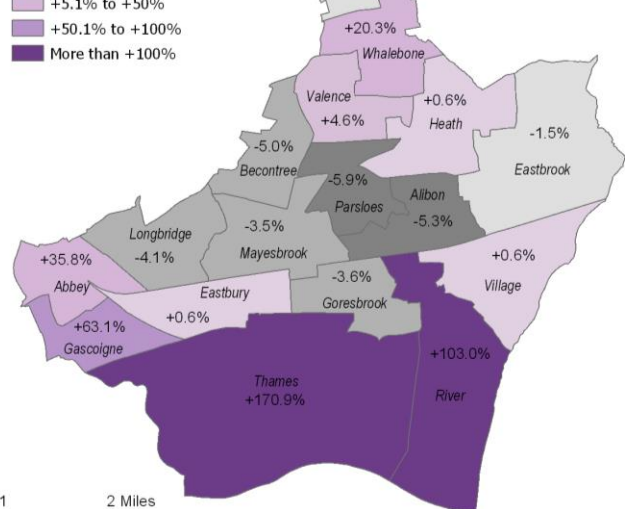 +5.1% to +50%
+50.1% to +100%
More than +100%
+20.3%
Whalebone
Valence
+4.6%
+0.6%
Heath
-1.5%
Eastbrook
-5.0%
Becontree
-5.9%
Parsloes
Alibon
-5.3%
Longbridge
-4.1%
-3.5%
Mayesbrook
+35.8%
Abbey
Eastbury
+0.6%
-3.6%
Goresbrook
+0.6%
Village
+63.1%
Gascoigne
Thames
+170.9%
+103.0%
River
1 2 Miles